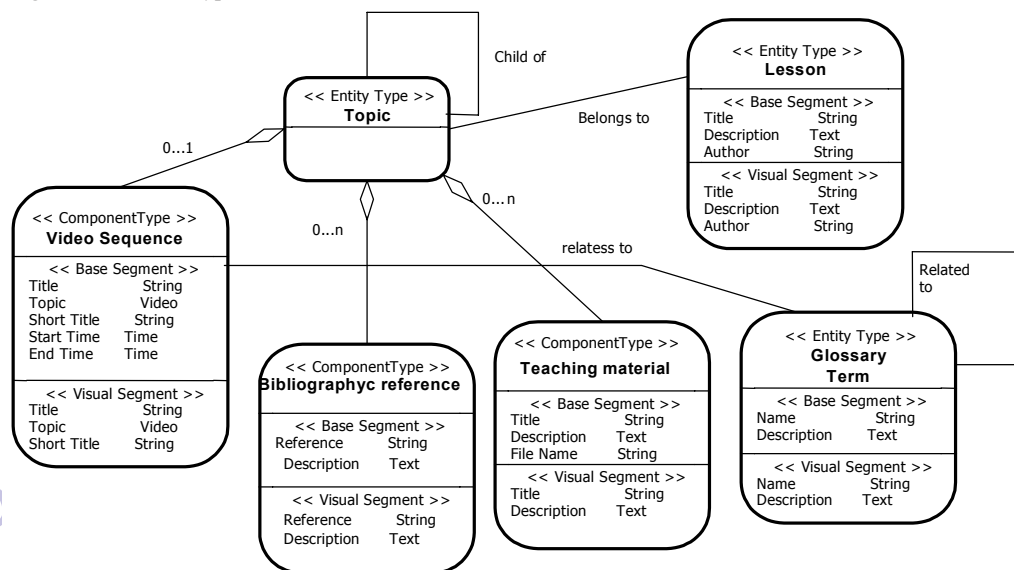 Child of
<< Entity Type >>
Topic
<< Entity Type >>
Lesson
<< Base Segment >>
Title String
Description Text
Author String
<< Visual Segment >>
Title String
Description Text
Author String
Belongs to
0...1
0...n
0...n
<< ComponentType >>
Video Sequence
<< Base Segment >>
Title String
Topic Video
Short Title String
Start Time Time
End Time Time
<< Visual Segment >>
Title String
Topic Video
Short Title String
relatess to
Related
to
<< ComponentType >>
Bibliographyc reference
<< Base Segment >>
Reference String
Description Text
<< Visual Segment >>
Reference String
Description Text
<< ComponentType >>
Teaching material
<< Base Segment >>
Title String
Description Text
File Name String
<< Visual Segment >>
Title String
Description Text
<< Entity Type >>
Glossary
Term
<< Base Segment >>
Name String
Description Text
<< Visual Segment >>
Name String
Description Text